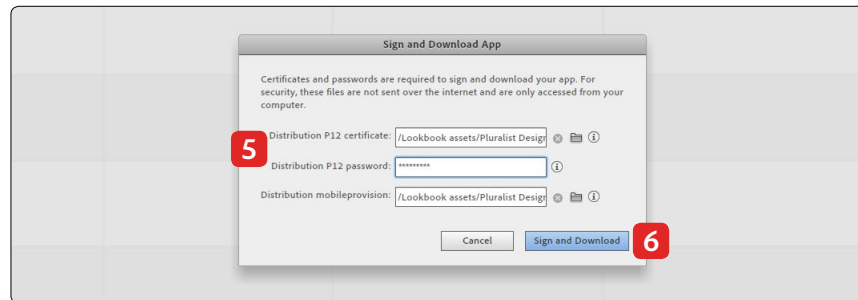 Sign and Download App
Certificates and passwords are required to sign and download your app. For
security, these files are not sent over the internet and are only accessed from your
computer.
5
Distribution P12 certificate: /Lookbook assets/Pluralist Design
Distribution P12 password: *********
Distribution mobileprovision: /Lookbook assets/Pluralist Design
Cancel Sign and Download 6